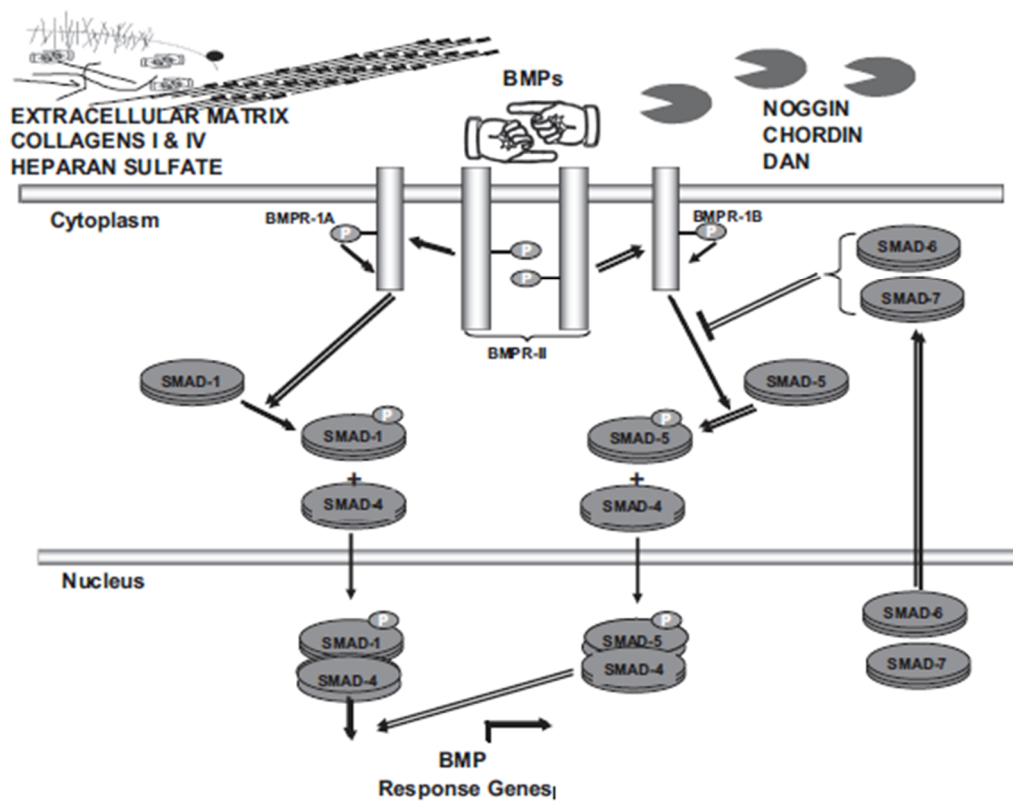 BMPs
EXTRACELLULAR MATRIX
COLLAGENS I & IV
HEPARAN SULFATE
NOGGIN
CHORDIN
DAN
Cytoplasm
BMPR-1A
P
BMPR-1B
P
P
P
SMAD-6
SMAD-7
BMPR-II
SMAD-1
SMAD-5
P
SMAD-1
+
SMAD-4
P
SMAD-5
+
SMAD-4
Nucleus
P
SMAD-1
SMAD-4
P
SMAD-5
SMAD-4
SMAD-6
SMAD-7
BMP
Response Genes